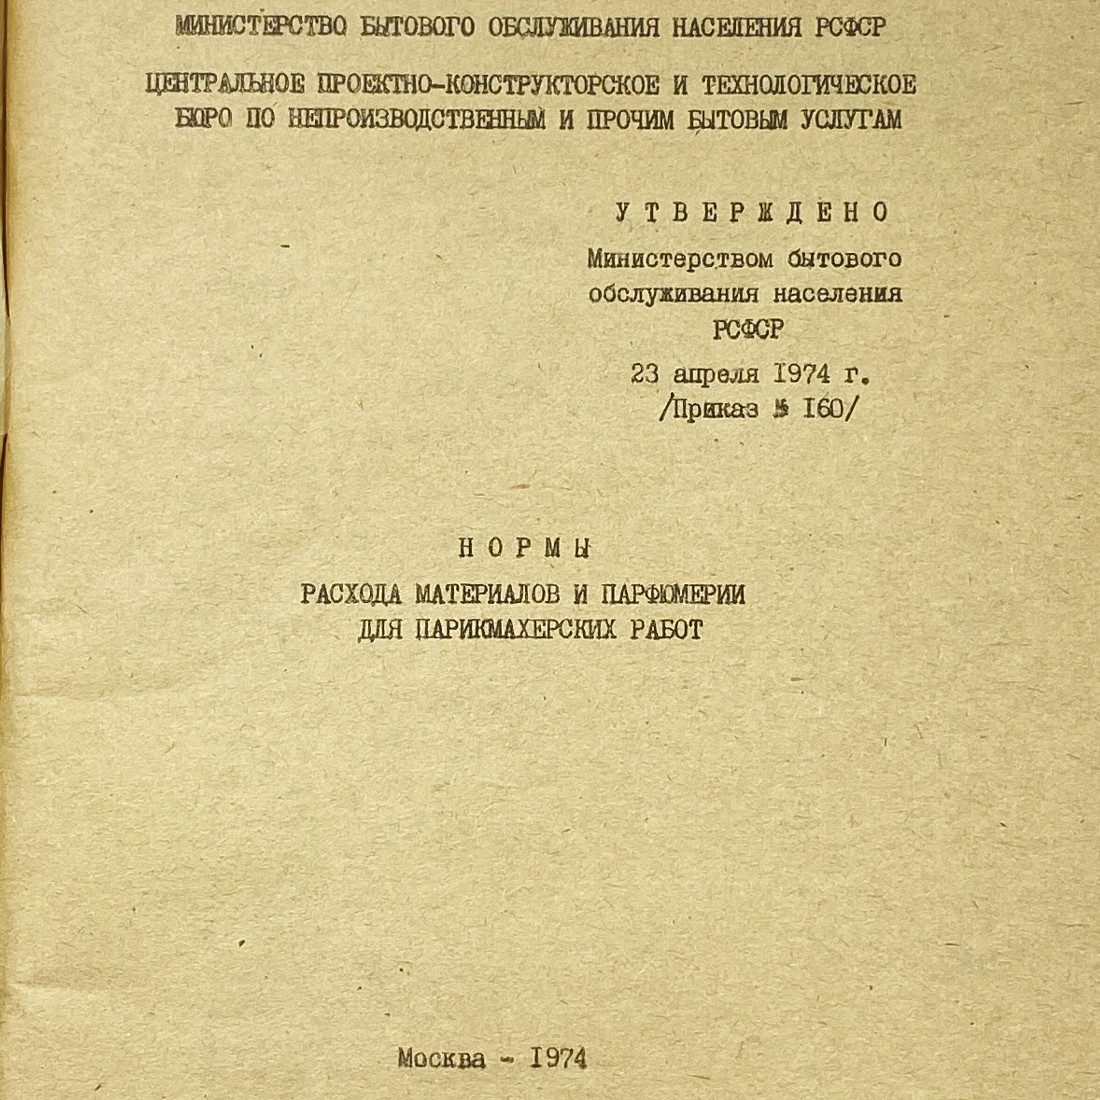 МИНИСТЕРСТВО БЫТОВОГО ОБСЛУЖИВАНИЯ НАСЕЛЕНИЯ РСФСР
ЦЕНТРАЛЬНОЕ ПРОЕКТНО-КОНСТРУКТОРСКОЕ И ТЕХНОЛОГИЧЕСКОЕ
БЮРО ПО НЕПРОИЗВОДСТВЕННЫМ И ПРОЧИМ БЫТОВЫМ УСЛУГАМ
У Т В Е Р Ж Д Е Н О
Министерством бытового
обслуживания населения
РСФСР
23 апреля 1974 г.
/Приказ № 160/
Н О Р М Ы
РАСХОДА МАТЕРИАЛОВ И ПАРФЮМЕРИИ
ДЛЯ ПАРИКМАХЕРСКИХ РАБОТ
Москва - 1974